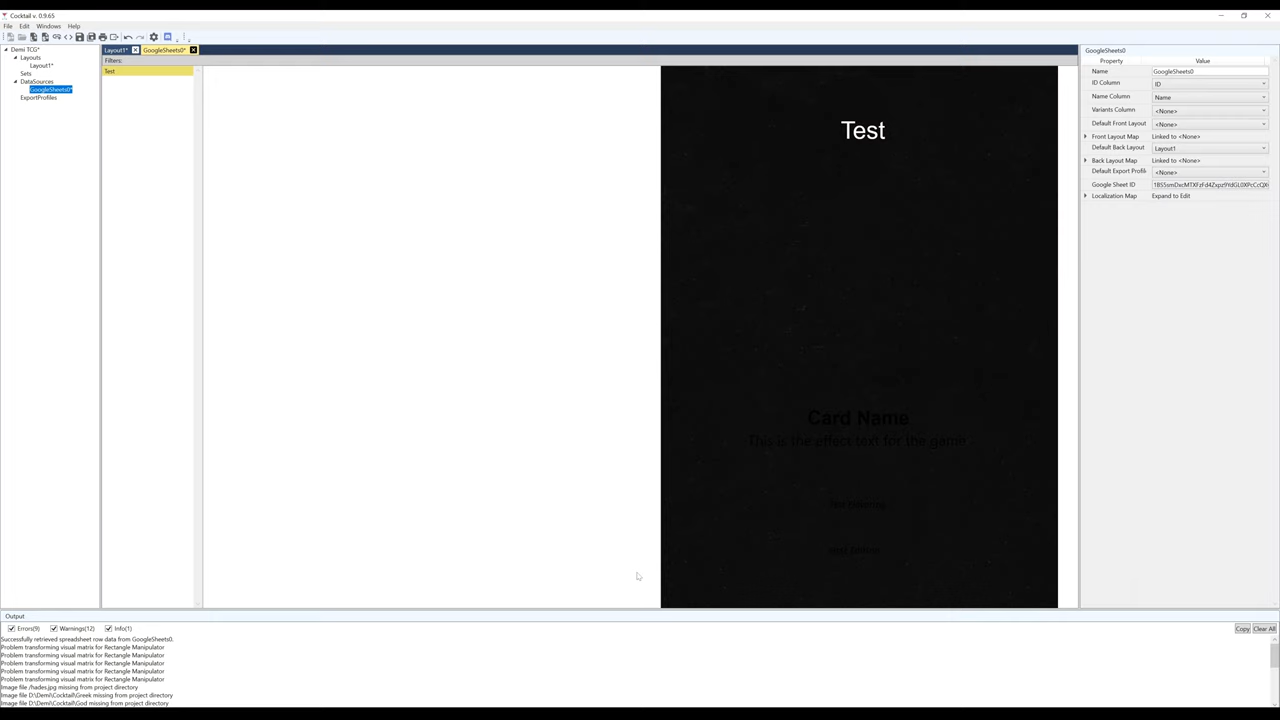 Cocktail v. 0.9.65
File Edit Windows Help
Demi TCG*
Layouts
Layout1*
Sets
DataSources
GoogleSheets0*
ExportProfiles
Layout1* GoogleSheets0*
Filters:
Test
Test
Card Name
This is the effect text for the game
GoogleSheets0
Property Value
Name GoogleSheets0
ID Column ID
Name Column Name
Variants Column <None>
Default Front Layout <None>
Front Layout Map Linked to <None>
Default Back Layout Layout1
Back Layout Map Linked to <None>
Default Export Profil <None>
Google Sheet ID
Localization Map Expand to Edit
Output
Errors(9) Warnings(12) Info(1) Copy Clear All
Successfully retrieved spreadsheet row data from GoogleSheets0.
Problem transforming visual matrix for Rectangle Manipulator
Problem transforming visual matrix for Rectangle Manipulator
Problem transforming visual matrix for Rectangle Manipulator
Problem transforming visual matrix for Rectangle Manipulator
Problem transforming visual matrix for Rectangle Manipulator
Image file /hades.jpg missing from project directory
Image file D:\Demi\Cocktail\Greek missing from project directory
Image file D:\Demi\Cocktail\God missing from project directory